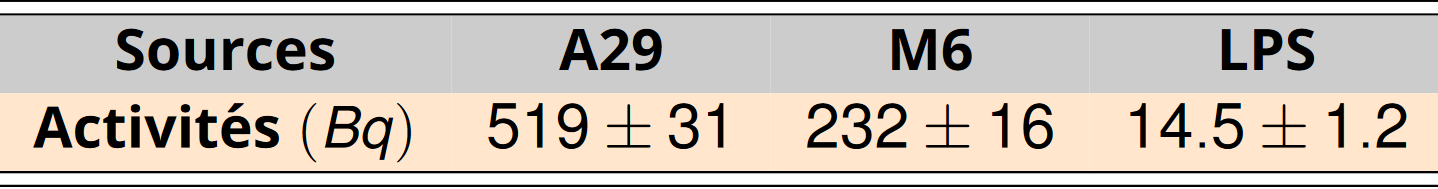 Sources A29 M6 LPS
Activités (Bq) 519 ± 31 232 ± 16 14.5 ± 1.2